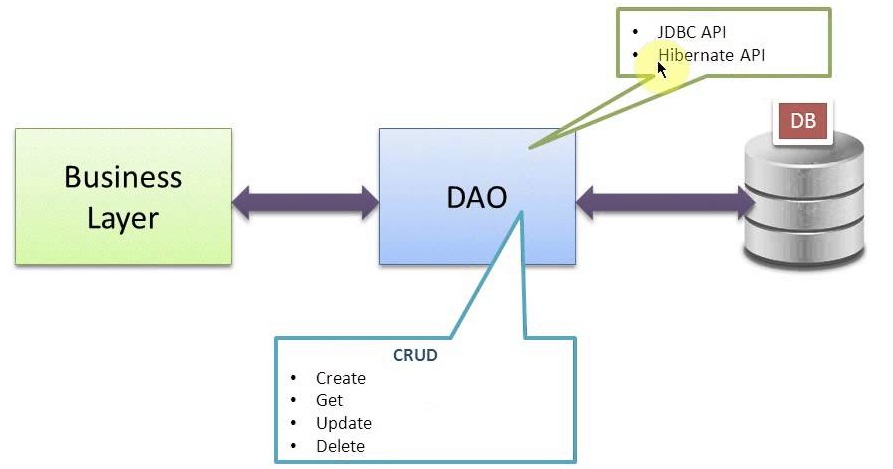 • JDBC API
• Hibernate API
DB
Business
Layer
DAO
CRUD
• Create
• Get
• Update
• Delete